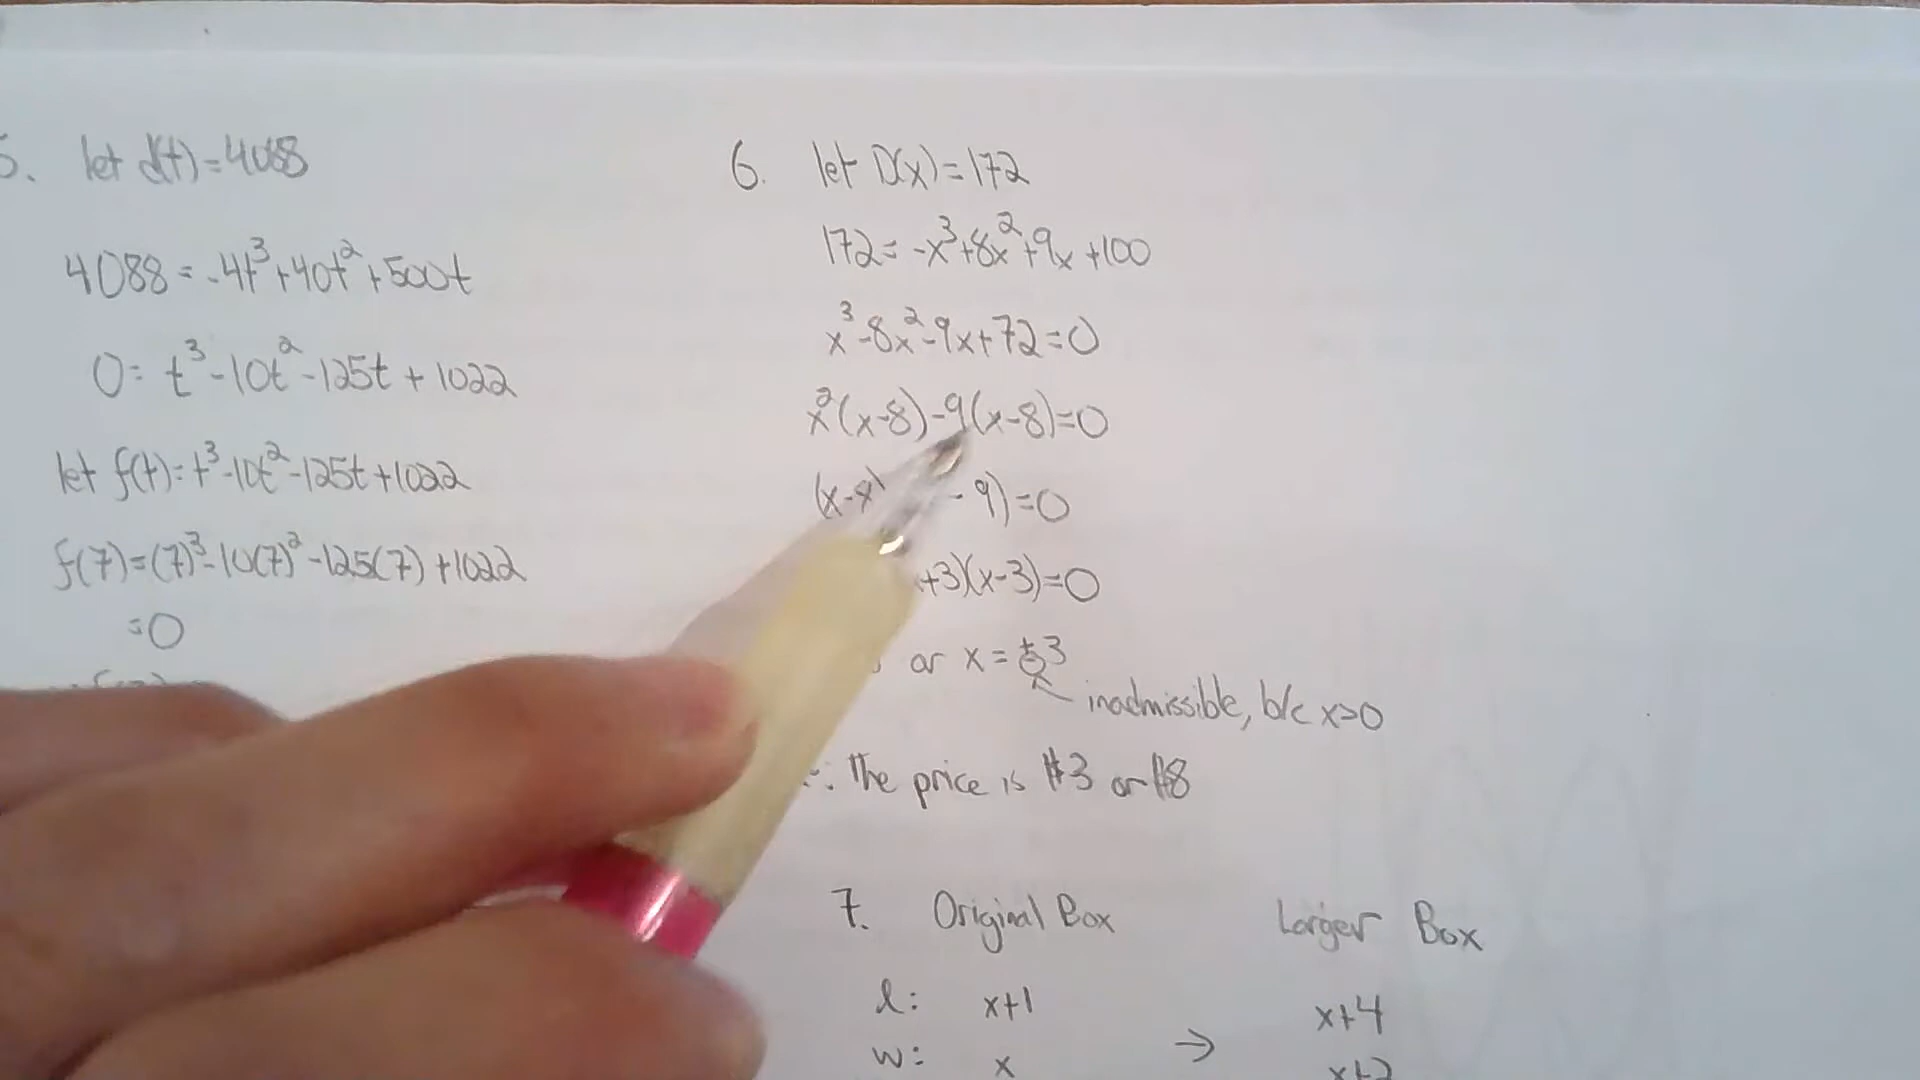 5. let d(t)=4088
4088 = -4t³+40t²+500t
0= t³-10t²-125t + 1022
let f(t)=t³-10t²-125t+1022
f(7)=(7)³-10(7)²-125(7)+1022
=0
6. let D(x)=172
172= -x³+8x²+9x+100
x³-8x²-9x+72=0
x²(x-8)-9(x-8)=0
(x-8) - 9)=0
+3)(x-3)=0
or x = ±3
inadmissible, b/c x>0
∴ The price is $3 or $8
7. Original Box Larger Box
l: x+1 x+4
w: x → x+2